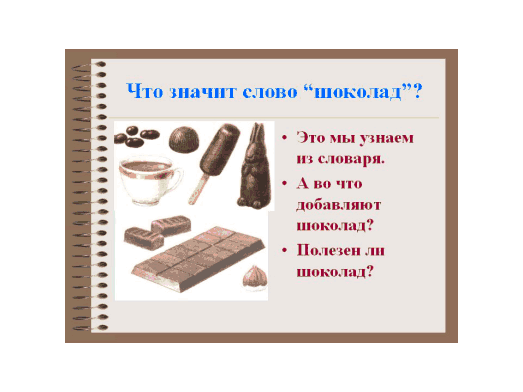 Что значит слово “шоколад”?
• Это мы узнаем
из словаря.
• А во что
добавляют
шоколад?
• Полезен ли
шоколад?